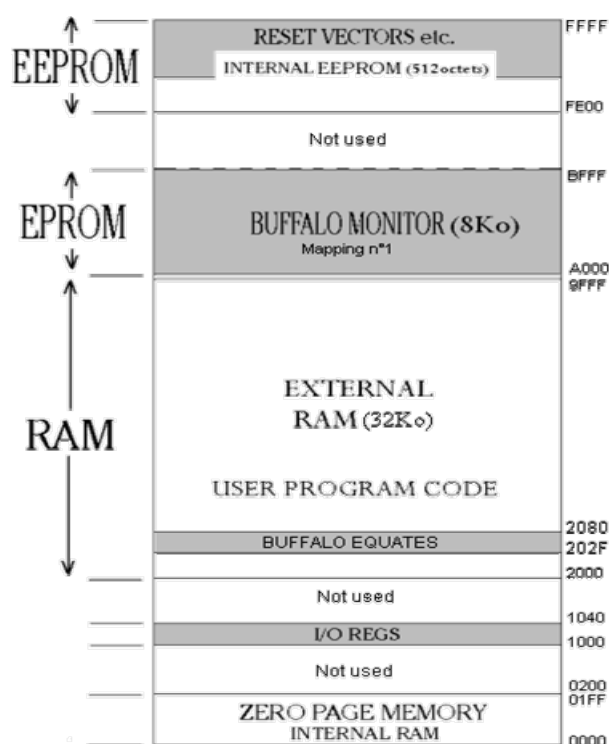 FFFF
EEPROM
RESET VECTORS etc.
INTERNAL EEPROM (512octets)
FE00
Not used
BFFF
EPROM
BUFFALO MONITOR (8Ko)
Mapping n°1
A000
9FFF
RAM
EXTERNAL
RAM (32Ko)
USER PROGRAM CODE
2080
BUFFALO EQUATES
202F
2000
Not used
1040
I/O REGS
1000
Not used
0200
01FF
ZERO PAGE MEMORY
INTERNAL RAM
0000